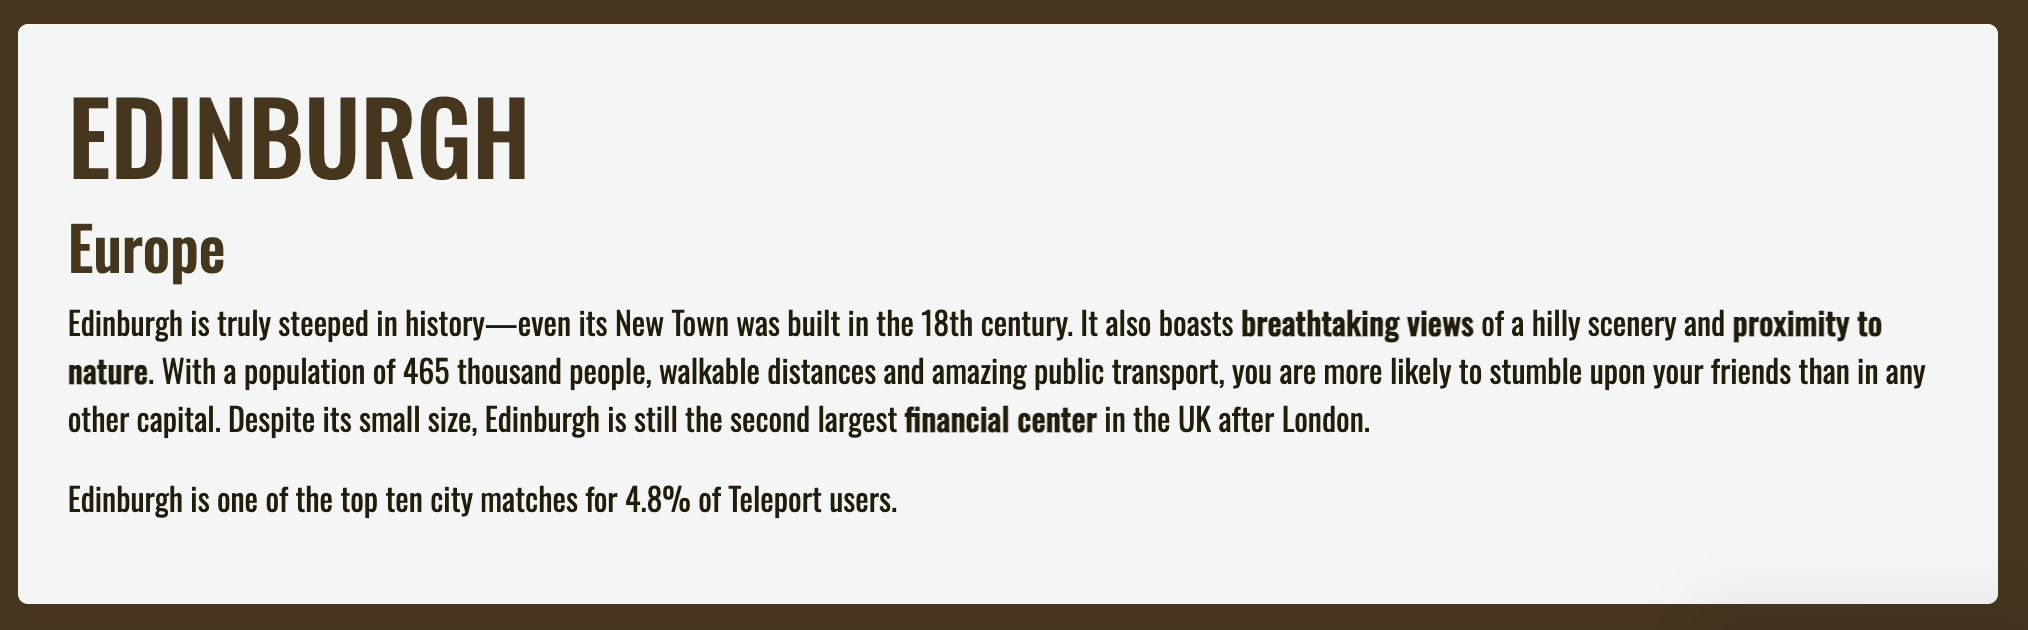 EDINBURGH
Europe
Edinburgh is truly steeped in history—even its New Town was built in the 18th century. It also boasts breathtaking views of a hilly scenery and proximity to
nature. With a population of 465 thousand people, walkable distances and amazing public transport, you are more likely to stumble upon your friends than in any
other capital. Despite its small size, Edinburgh is still the second largest financial center in the UK after London.
Edinburgh is one of the top ten city matches for 4.8% of Teleport users.